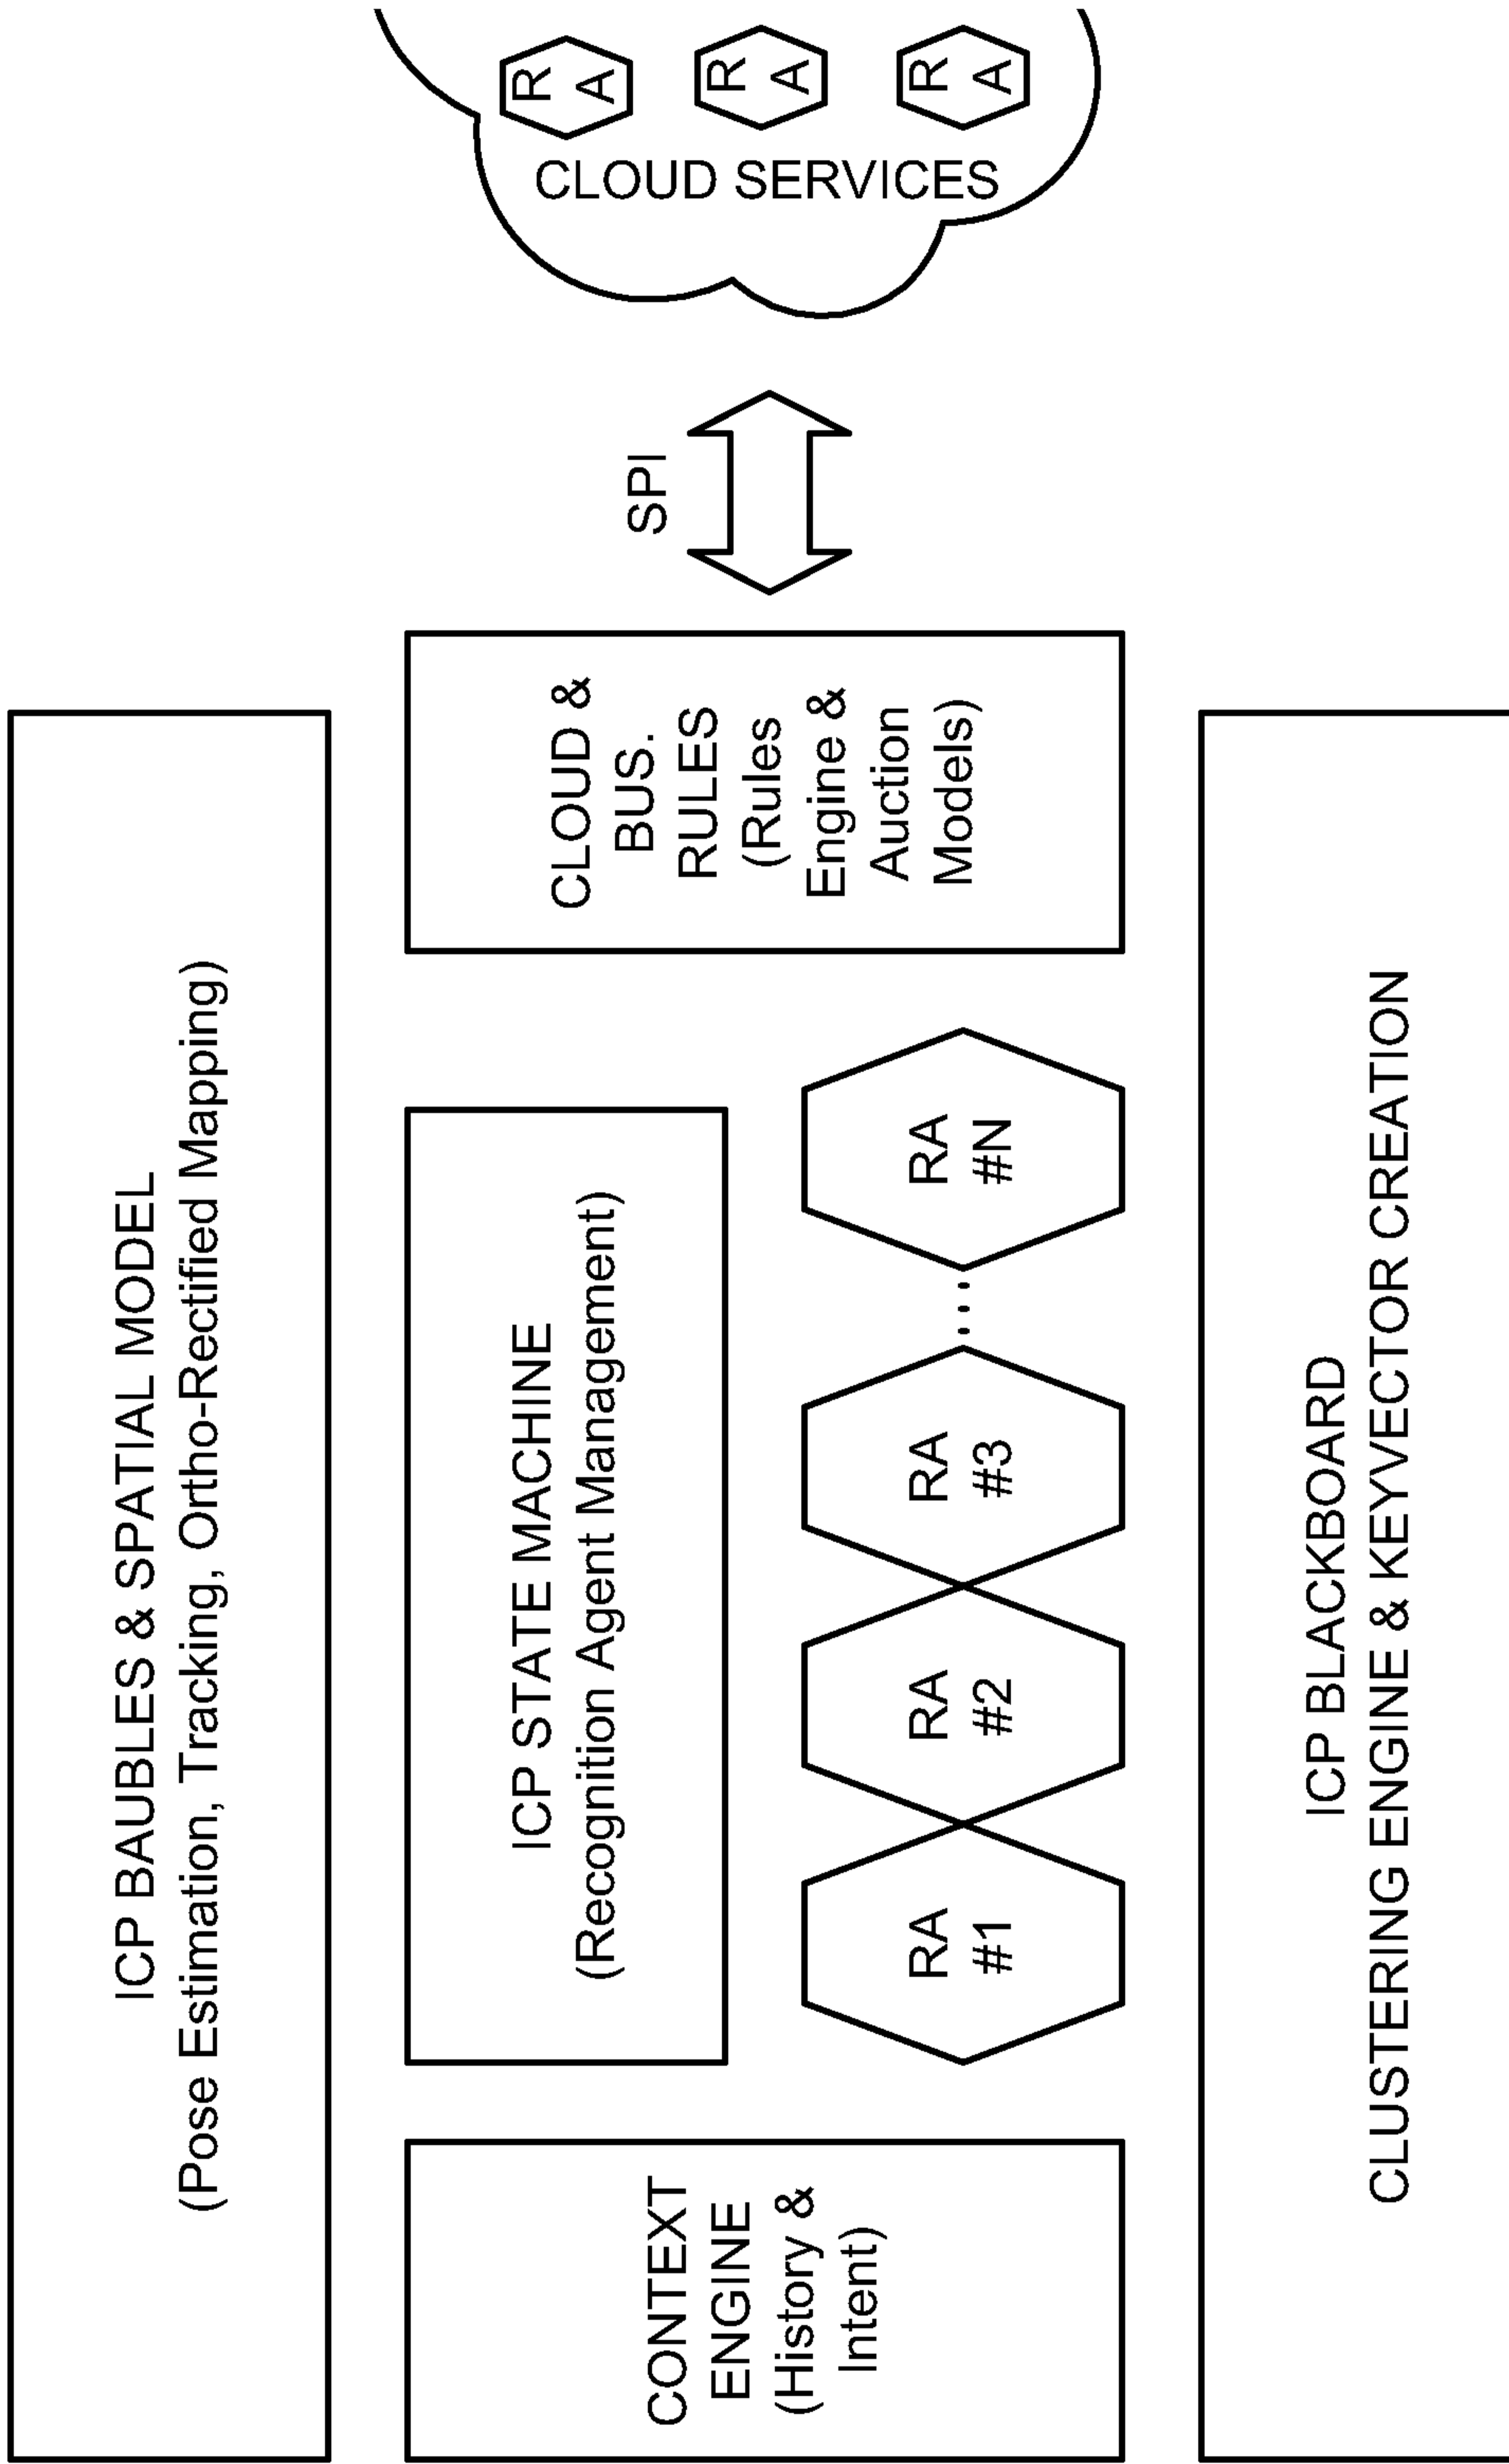 ICP BAUBLES & SPATIAL MODEL
(Pose Estimation, Tracking, Ortho-Rectified Mapping)
CONTEXT
ENGINE
(History &
Intent)
ICP STATE MACHINE
(Recognition Agent Management)
RA
#1
RA
#2
RA
#3
...
RA
#N
CLOUD &
BUS.
RULES
(Rules
Engine &
Auction
Models)
SPI
CLOUD SERVICES
R
A
R
A
R
A
ICP BLACKBOARD
CLUSTERING ENGINE & KEYVECTOR CREATION